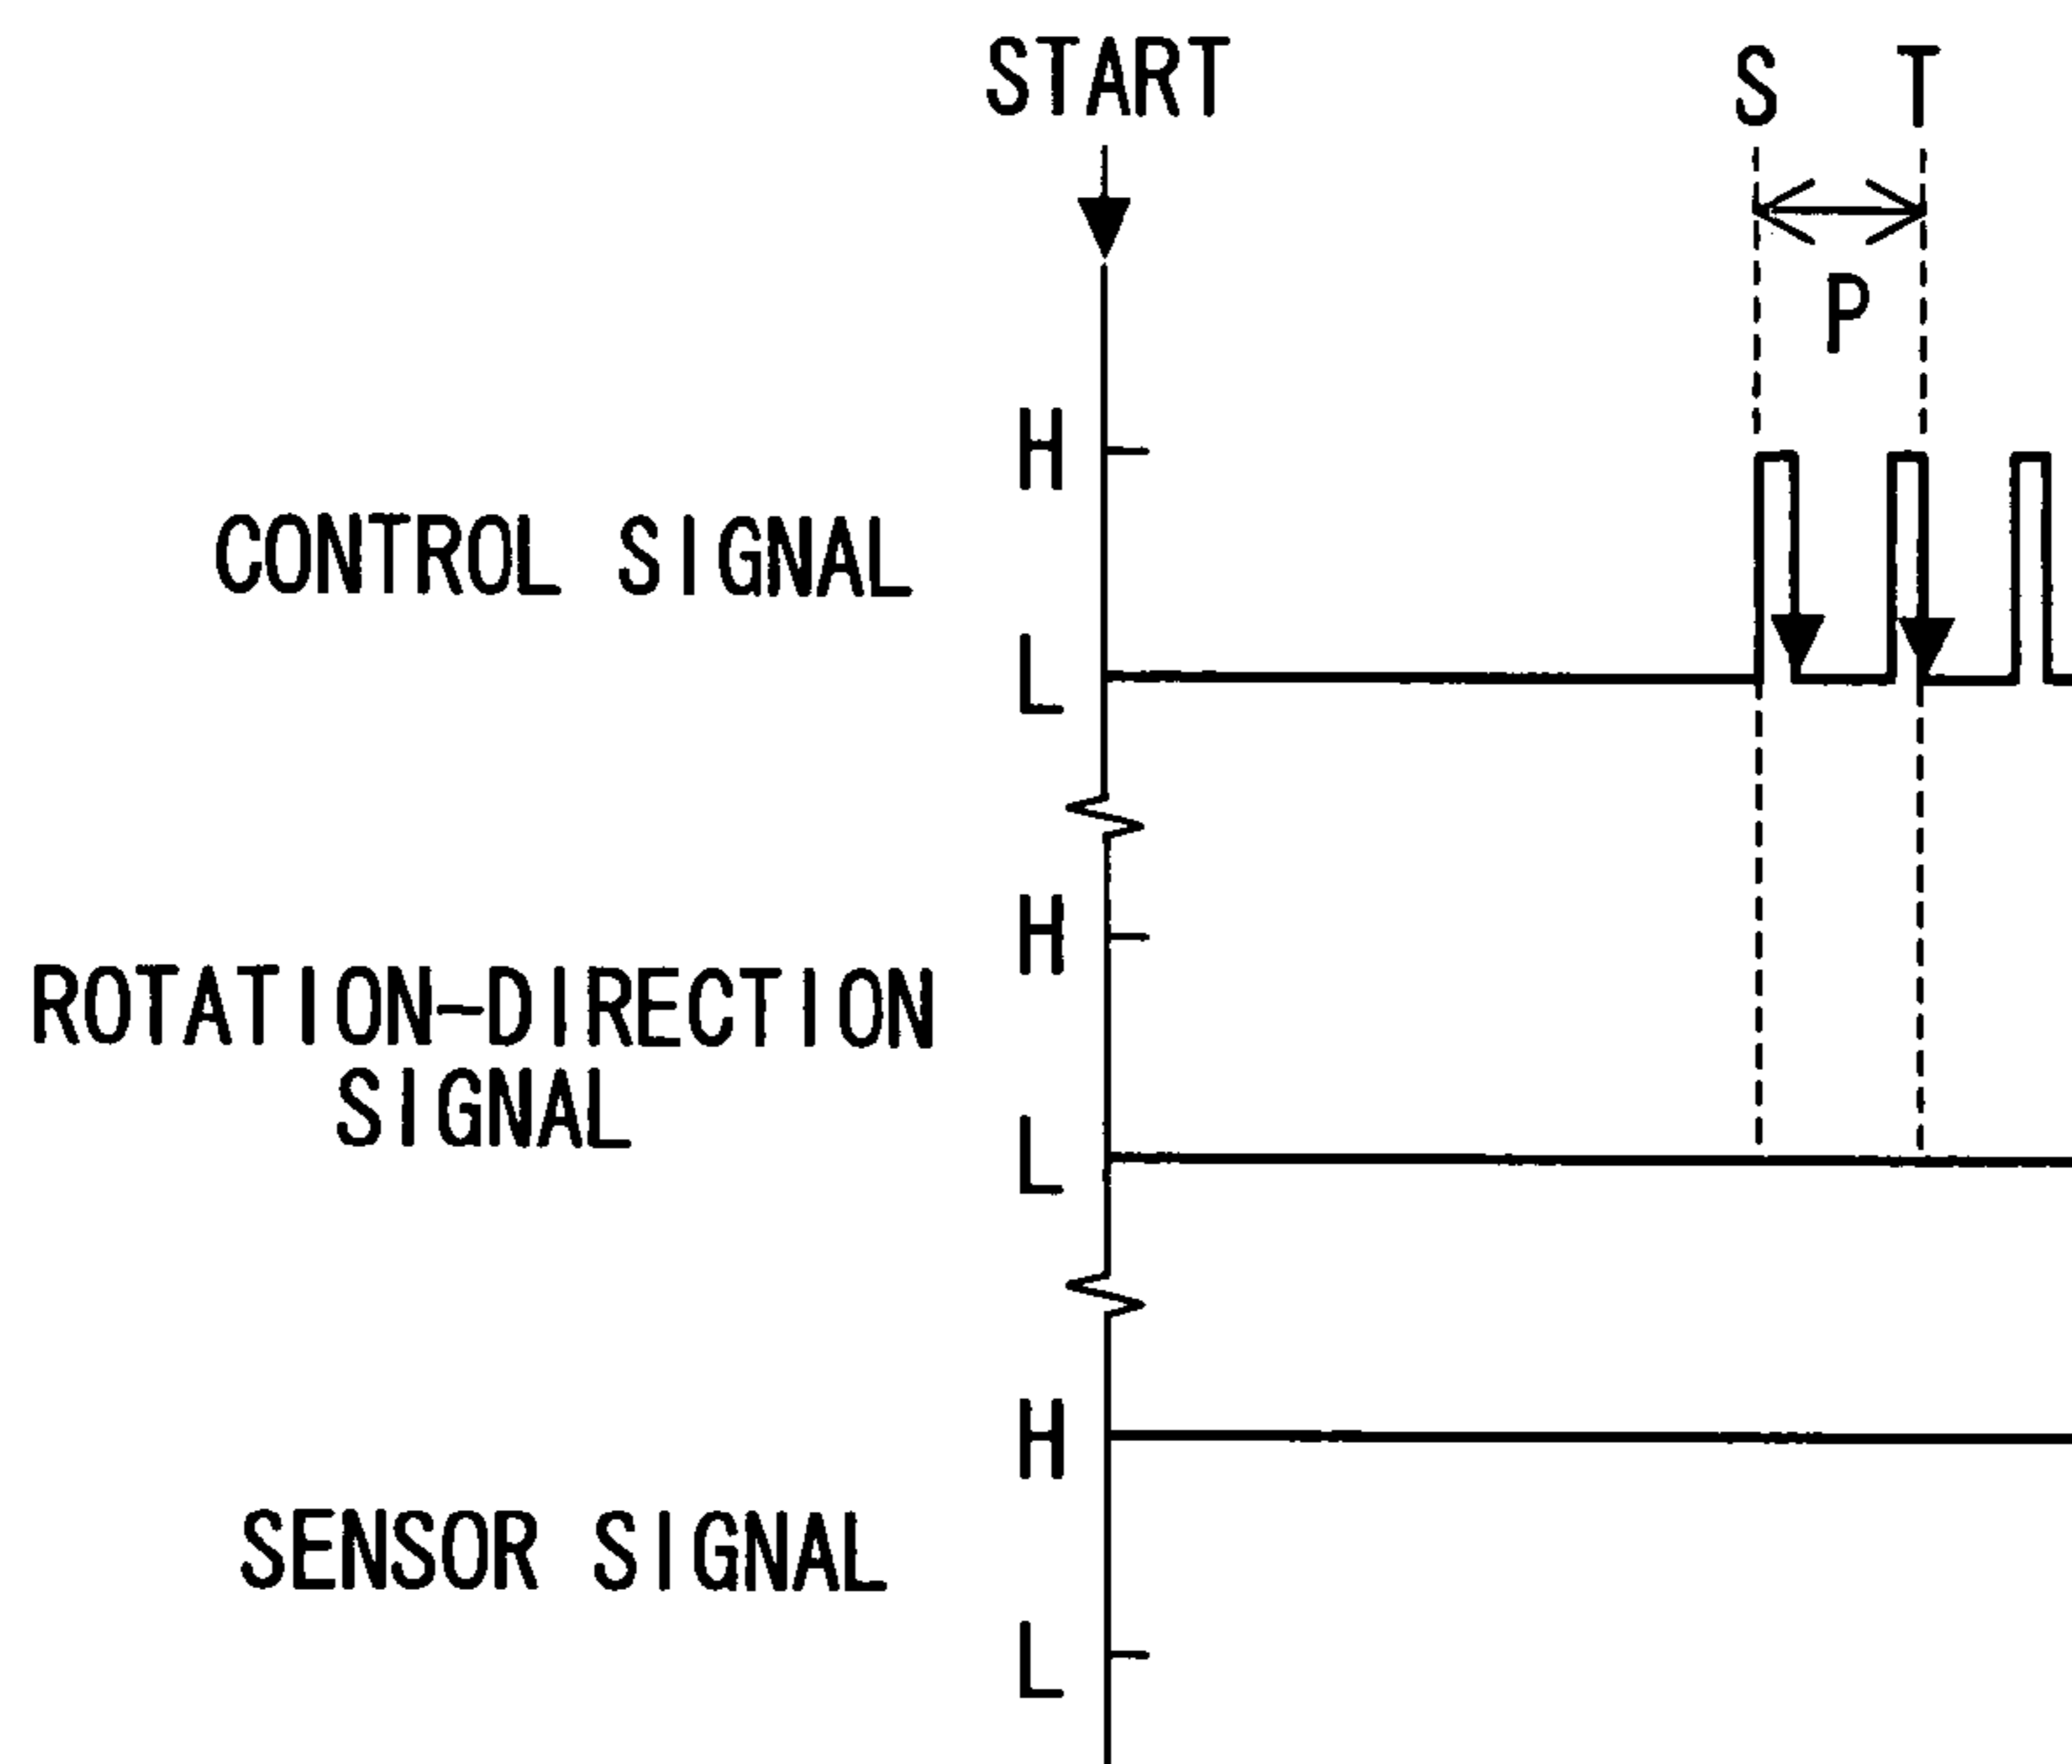 START
S T
P
H
CONTROL SIGNAL
L
H
ROTATION-DIRECTION
SIGNAL
L
H
SENSOR SIGNAL
L